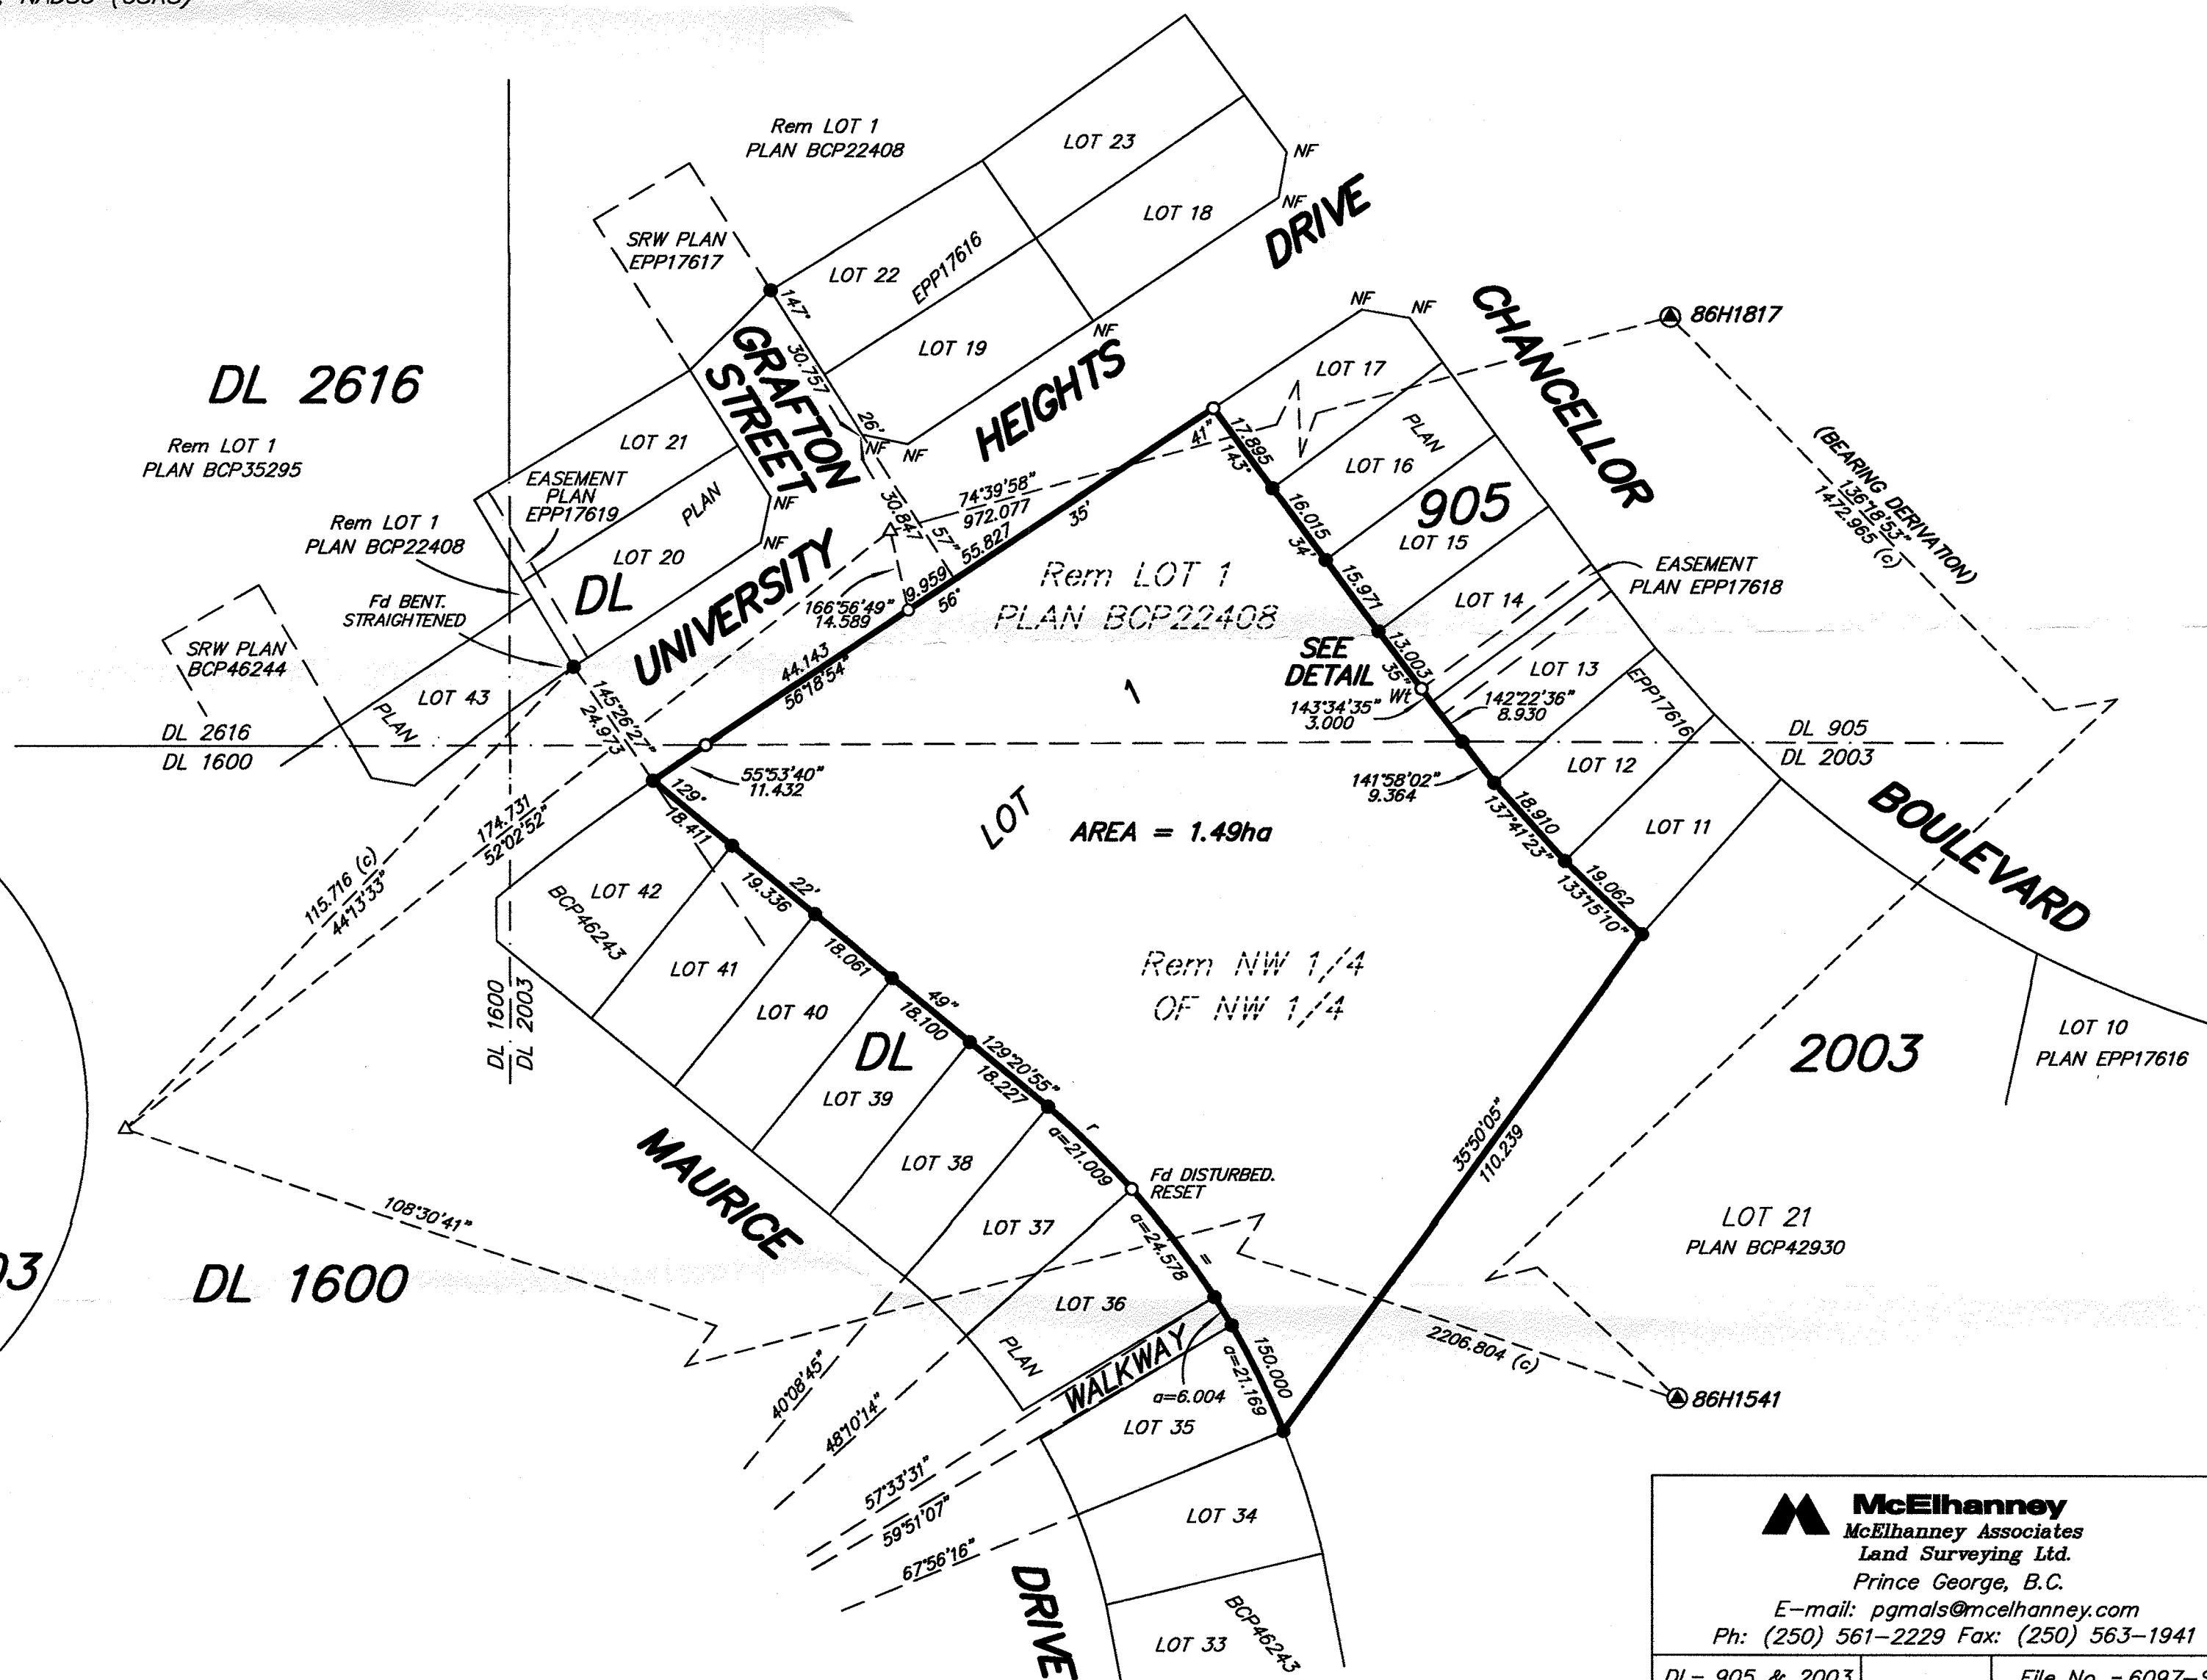 Rem LOT 1
PLAN BCP22408
LOT 23
NF
NF
LOT 18
DRIVE
SRW PLAN
EPP17617
LOT 22
EPP17616
147°
30.757
26'
NF
LOT 19
NF
NF
NF
GRAFTON
STREET
HEIGHTS
NF
NF
CHANCELLOR
86H1817
DL 2616
Rem LOT 1
PLAN BCP35295
LOT 21
EASEMENT
PLAN
EPP17619
PLAN
NF
NF
LOT 20
Rem LOT 1
PLAN BCP22408
Fd BENT.
STRAIGHTENED
DL
UNIVERSITY
30.847
57"
74°39'58"
972.077
55.827
35'
41"
9.959
56°
166°56'49"
14.589
44.143
56°18'54"
LOT 17
17.895
143°
PLAN
LOT 16
16.015
34'
905
LOT 15
15.971
LOT 14
13.003
35"
Wt
EASEMENT
PLAN EPP17618
(BEARING DERIVATION)
136°18'53"
1472.965 (c)
Rem LOT 1
PLAN BCP22408
SEE
DETAIL
143°34'35"
3.000
LOT 13
142°22'36"
8.930
EPP17616
SRW PLAN
BCP46244
LOT 43
PLAN
145°26'27"
24.973
DL 2616
DL 1600
DL 905
DL 2003
LOT 12
141°58'02"
9.364
55°53'40"
11.432
129°
18.411
LOT 1
AREA = 1.49ha
18.910
137°41'23"
LOT 11
19.062
133°15'10"
BOULEVARD
174.731
52°02'52"
115.716 (c)
44°13'33"
LOT 42
BCP46243
22'
19.336
LOT 41
18.061
LOT 40
49"
18.100
DL
129°20'55"
18.227
LOT 39
Rem NW 1/4
OF NW 1/4
DL 1600
DL 2003
2003
LOT 10
PLAN EPP17616
35°50'05"
110.239
LOT 38
r
a=21.009
Fd DISTURBED.
RESET
MAURICE
108°30'41"
LOT 37
=
a=24.578
LOT 21
PLAN BCP42930
03
DL 1600
LOT 36
PLAN
WALKWAY
150.000
a=21.169
a=6.004
2206.804 (c)
86H1541
40°08'45"
48°10'14"
57°33'31"
59°51'07"
67°56'16"
LOT 35
LOT 34
DRIVE
LOT 33
BCP46243
McElhanney
McElhanney Associates
Land Surveying Ltd.
Prince George, B.C.
E-mail: pgmals@mcelhanney.com
Ph: (250) 561-2229 Fax: (250) 563-1941